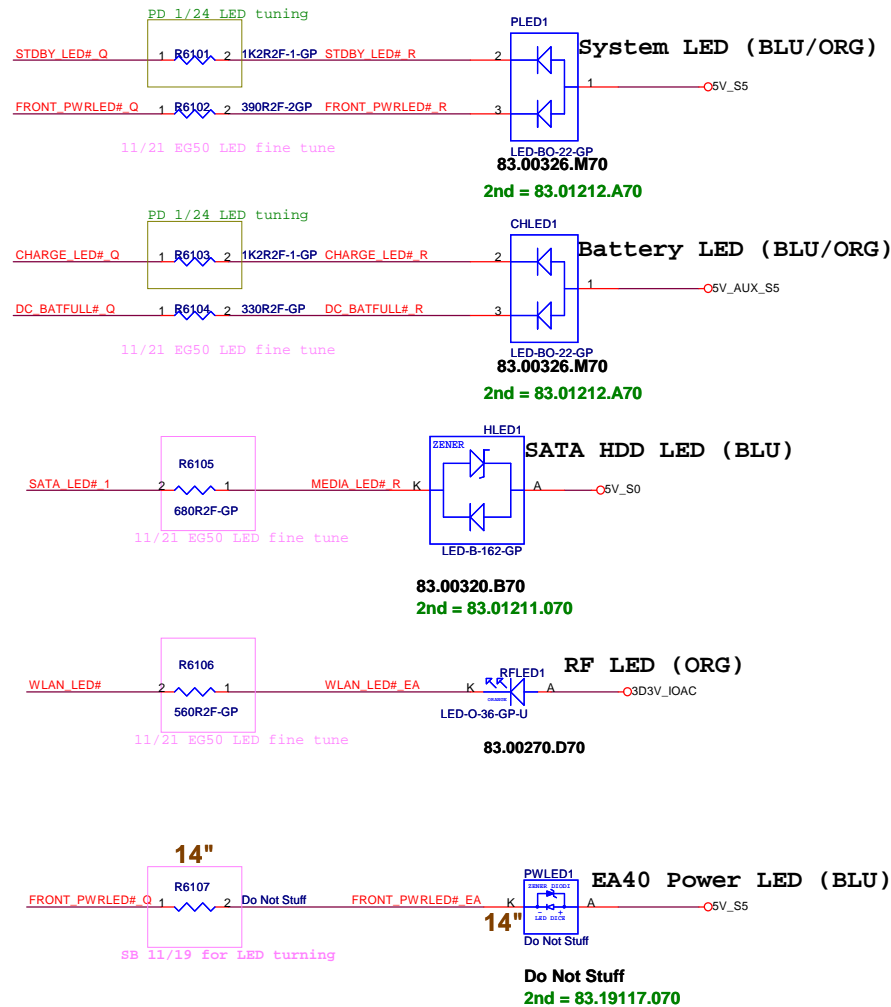 PD 1/24 LED tuning
STDBY_LED#_Q 1 R6101 2 1K2R2F-1-GP STDBY_LED#_R 2 PLED1 System LED (BLU/ORG)
1 5V_S5
FRONT_PWRLED#_Q 1 R6102 2 390R2F-2GP FRONT_PWRLED#_R 3
11/21 EG50 LED fine tune
LED-BO-22-GP
83.00326.M70
2nd = 83.01212.A70
PD 1/24 LED tuning
CHARGE_LED#_Q 1 R6103 2 1K2R2F-1-GP CHARGE_LED#_R 2 CHLED1 Battery LED (BLU/ORG)
1 5V_AUX_S5
DC_BATFULL#_Q 1 R6104 2 330R2F-GP DC_BATFULL#_R 3
11/21 EG50 LED fine tune
LED-BO-22-GP
83.00326.M70
2nd = 83.01212.A70
HLED1
ZENER SATA HDD LED (BLU)
R6105
SATA_LED#_1 2 1 MEDIA_LED#_R K A 5V_S0
680R2F-GP
11/21 EG50 LED fine tune
LED-B-162-GP
83.00320.B70
2nd = 83.01211.070
R6106 RFLED1 RF LED (ORG)
WLAN_LED# 2 1 WLAN_LED#_EA K A 3D3V_IOAC
ORANGE
560R2F-GP LED-O-36-GP-U
11/21 EG50 LED fine tune
83.00270.D70
14"
R6107 PWLED1 EA40 Power LED (BLU)
ZENER DIODI
FRONT_PWRLED#_Q 1 2 Do Not Stuff FRONT_PWRLED#_EA K A 5V_S5
14" - +
LED DICE
Do Not Stuff
SB 11/19 for LED turning
Do Not Stuff
2nd = 83.19117.070